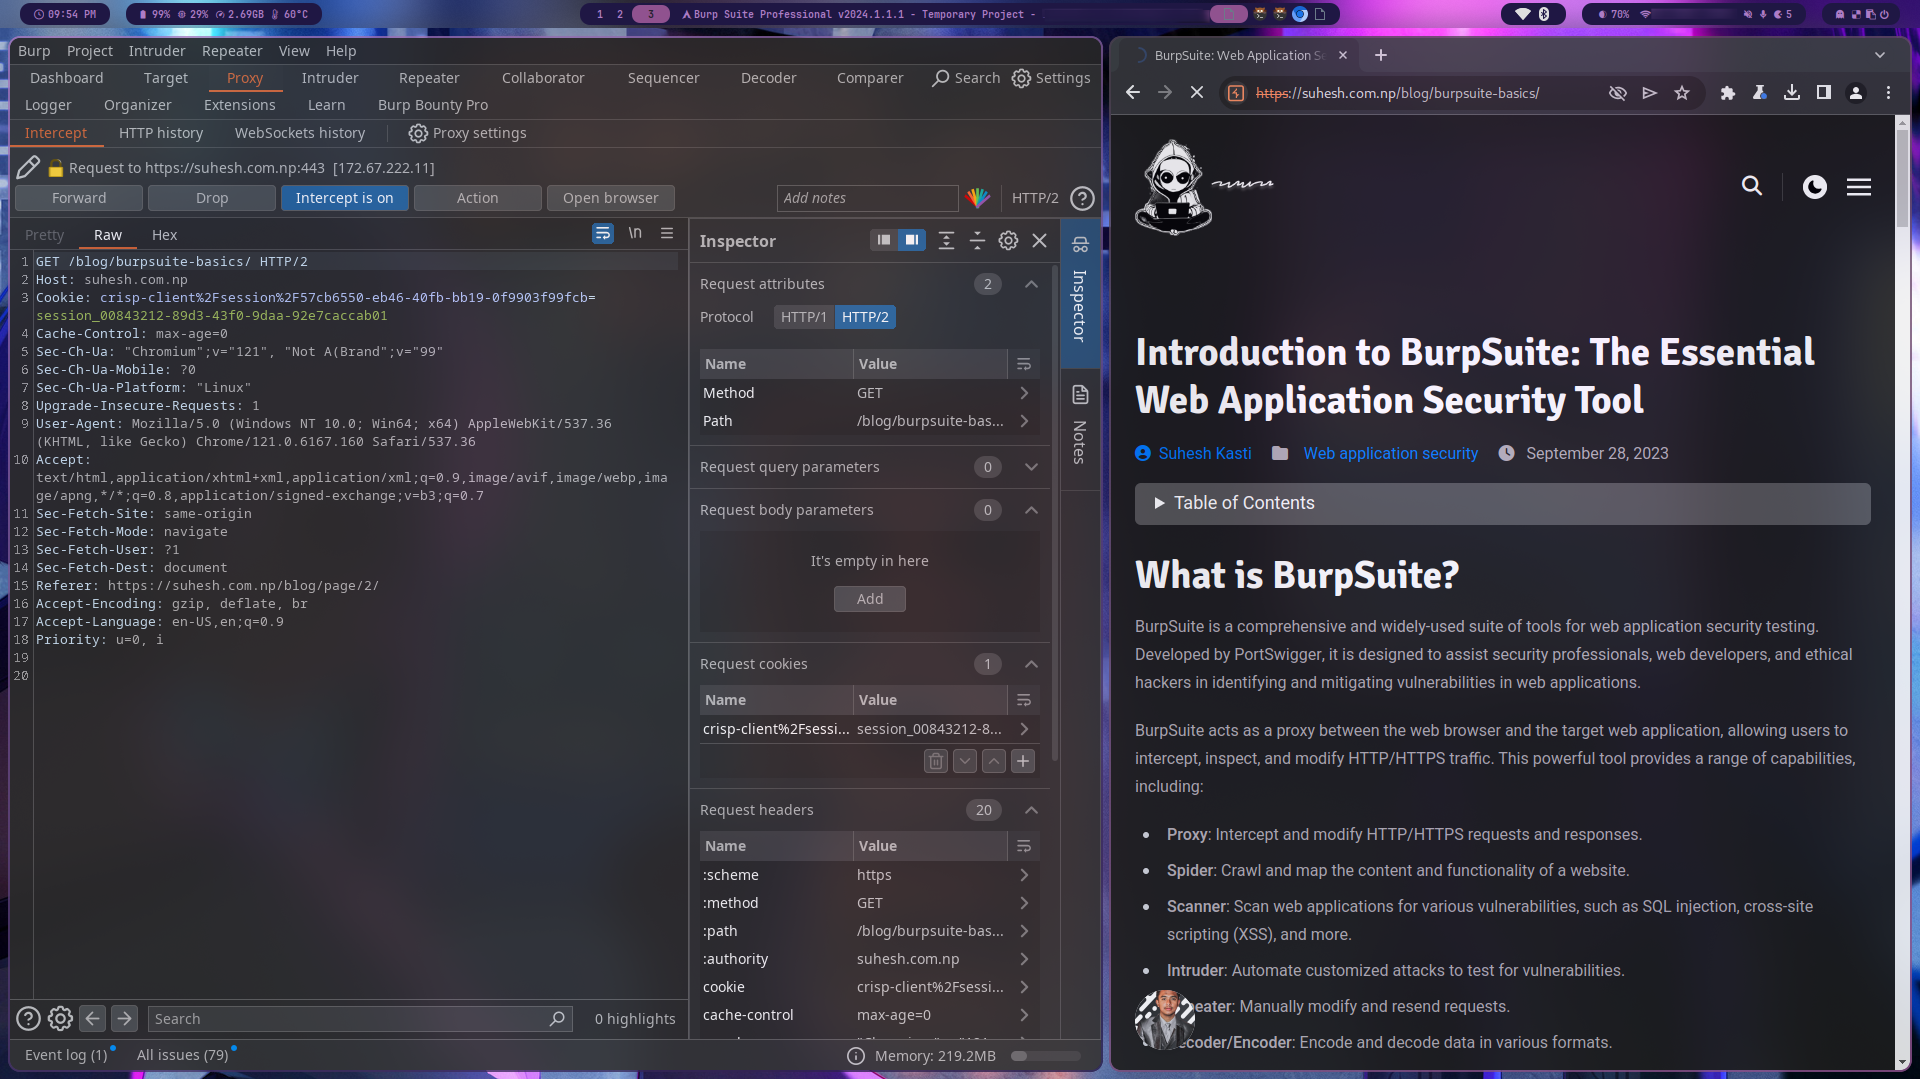 09:54 PM 99% 29% 2.69GB 60°C 1 2 3 Burp Suite Professional v2024.1.1.1 - Temporary Project - 70% 5
Burp Project Intruder Repeater View Help
Dashboard Target Proxy Intruder Repeater Collaborator Sequencer Decoder Comparer Search Settings
Logger Organizer Extensions Learn Burp Bounty Pro
Intercept HTTP history WebSockets history Proxy settings
Request to https://suhesh.com.np:443 [172.67.222.11]
Forward Drop Intercept is on Action Open browser Add notes HTTP/2
Pretty Raw Hex \n
1 GET /blog/burpsuite-basics/ HTTP/2
2 Host: suhesh.com.np
3 Cookie: crisp-client%2Fsession%2F57cb6550-eb46-40fb-bb19-0f9903f99fcb=
session_00843212-89d3-43f0-9daa-92e7caccab01
4 Cache-Control: max-age=0
5 Sec-Ch-Ua: "Chromium";v="121", "Not A(Brand";v="99"
6 Sec-Ch-Ua-Mobile: ?0
7 Sec-Ch-Ua-Platform: "Linux"
8 Upgrade-Insecure-Requests: 1
9 User-Agent: Mozilla/5.0 (Windows NT 10.0; Win64; x64) AppleWebKit/537.36
(KHTML, like Gecko) Chrome/121.0.6167.160 Safari/537.36
10 Accept:
text/html,application/xhtml+xml,application/xml;q=0.9,image/avif,image/webp,ima
ge/apng,*/*;q=0.8,application/signed-exchange;v=b3;q=0.7
11 Sec-Fetch-Site: same-origin
12 Sec-Fetch-Mode: navigate
13 Sec-Fetch-User: ?1
14 Sec-Fetch-Dest: document
15 Referer: https://suhesh.com.np/blog/page/2/
16 Accept-Encoding: gzip, deflate, br
17 Accept-Language: en-US,en;q=0.9
18 Priority: u=0, i
19
20
Search 0 highlights
Event log (1) All issues (79) Memory: 219.2MB
Inspector
Request attributes 2
Protocol HTTP/1 HTTP/2
Name Value
Method GET
Path /blog/burpsuite-bas...
Request query parameters 0
Request body parameters 0
It's empty in here
Add
Request cookies 1
Name Value
crisp-client%2Fsessi... session_00843212-8...
Request headers 20
Name Value
:scheme https
:method GET
:path /blog/burpsuite-bas...
:authority suhesh.com.np
cookie crisp-client%2Fsessi...
cache-control max-age=0
Inspector
Notes
BurpSuite: Web Application Se
https://suhesh.com.np/blog/burpsuite-basics/
Introduction to BurpSuite: The Essential
Web Application Security Tool
Suhesh Kasti Web application security September 28, 2023
Table of Contents
What is BurpSuite?
BurpSuite is a comprehensive and widely-used suite of tools for web application security testing.
Developed by PortSwigger, it is designed to assist security professionals, web developers, and ethical
hackers in identifying and mitigating vulnerabilities in web applications.
BurpSuite acts as a proxy between the web browser and the target web application, allowing users to
intercept, inspect, and modify HTTP/HTTPS traffic. This powerful tool provides a range of capabilities,
including:
• Proxy: Intercept and modify HTTP/HTTPS requests and responses.
• Spider: Crawl and map the content and functionality of a website.
• Scanner: Scan web applications for various vulnerabilities, such as SQL injection, cross-site
scripting (XSS), and more.
• Intruder: Automate customized attacks to test for vulnerabilities.
eater: Manually modify and resend requests.
coder/Encoder: Encode and decode data in various formats.